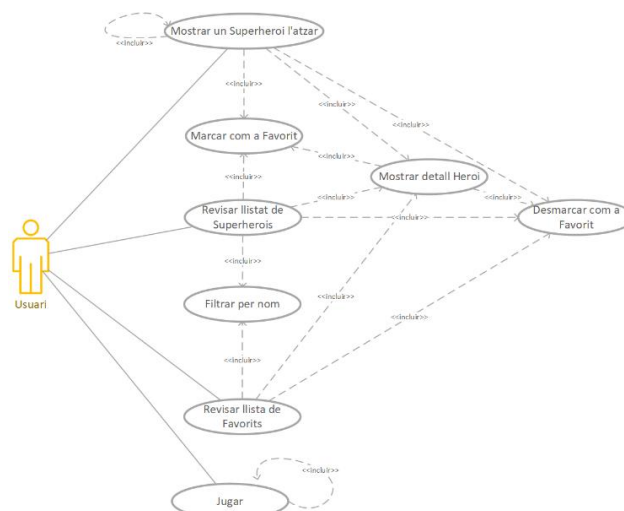 Mostrar un Superheroi l'atzar
<<incluir>>
<<incluir>>
<<incluir>>
<<incluir>>
Marcar com a Favorit
<<incluir>>
Mostrar detall Heroi
<<incluir>>
<<incluir>>
<<incluir>>
Revisar llistat de
Superherois
<<incluir>>
Desmarcar com a
Favorit
<<incluir>>
Usuari
Filtrar per nom
<<incluir>>
<<incluir>>
<<incluir>>
Revisar llista de
Favorits
<<incluir>>
Jugar